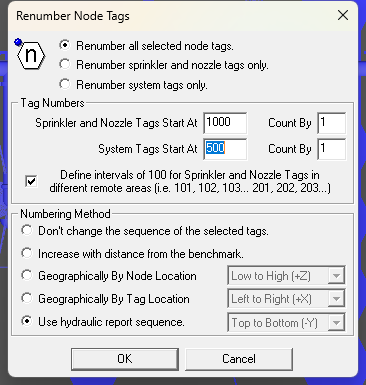 Renumber Node Tags
n
Renumber all selected node tags.
Renumber sprinkler and nozzle tags only.
Renumber system tags only.
Tag Numbers
Sprinkler and Nozzle Tags Start At 1000 Count By 1
System Tags Start At 500 Count By 1
Define intervals of 100 for Sprinkler and Nozzle Tags in
different remote areas (i.e. 101, 102, 103... 201, 202, 203...)
Numbering Method
Don't change the sequence of the selected tags.
Increase with distance from the benchmark.
Geographically By Node Location Low to High (+Z)
Geographically By Tag Location Left to Right (+X)
Use hydraulic report sequence. Top to Bottom (-Y)
OK Cancel